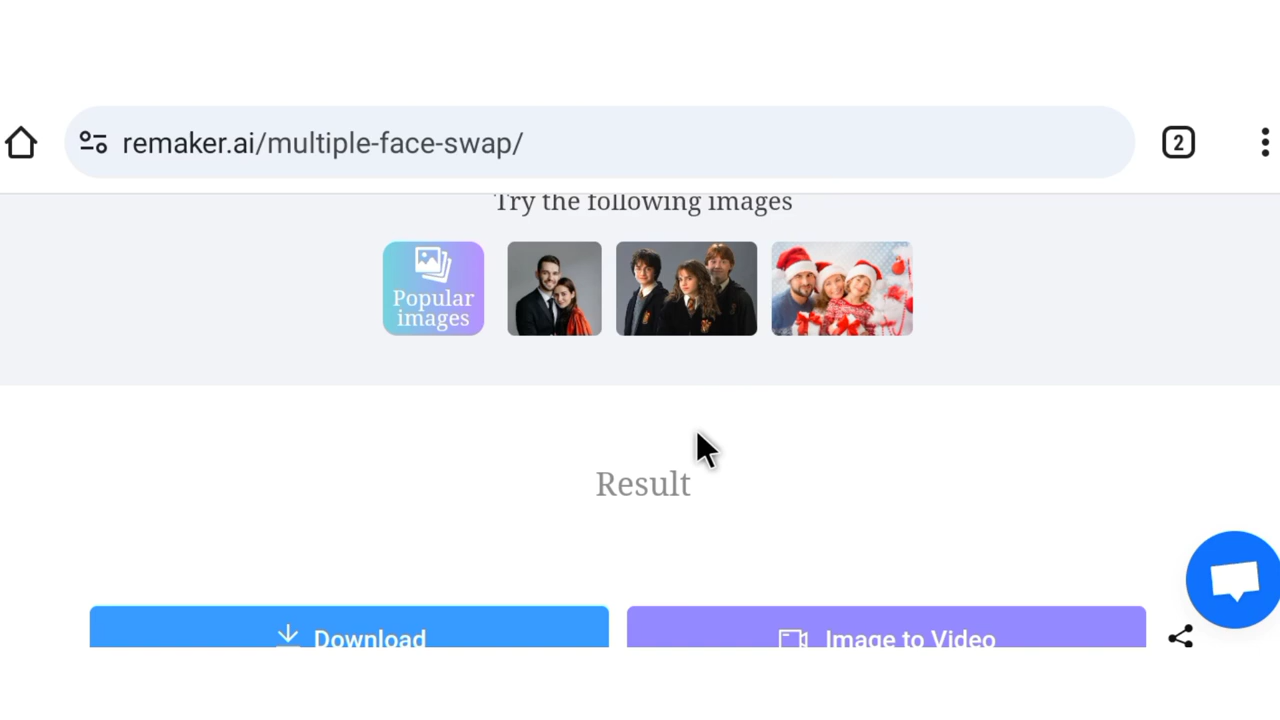 remaker.ai/multiple-face-swap/
2
Try the following images
Popular
images
Result
Download
Image to Video